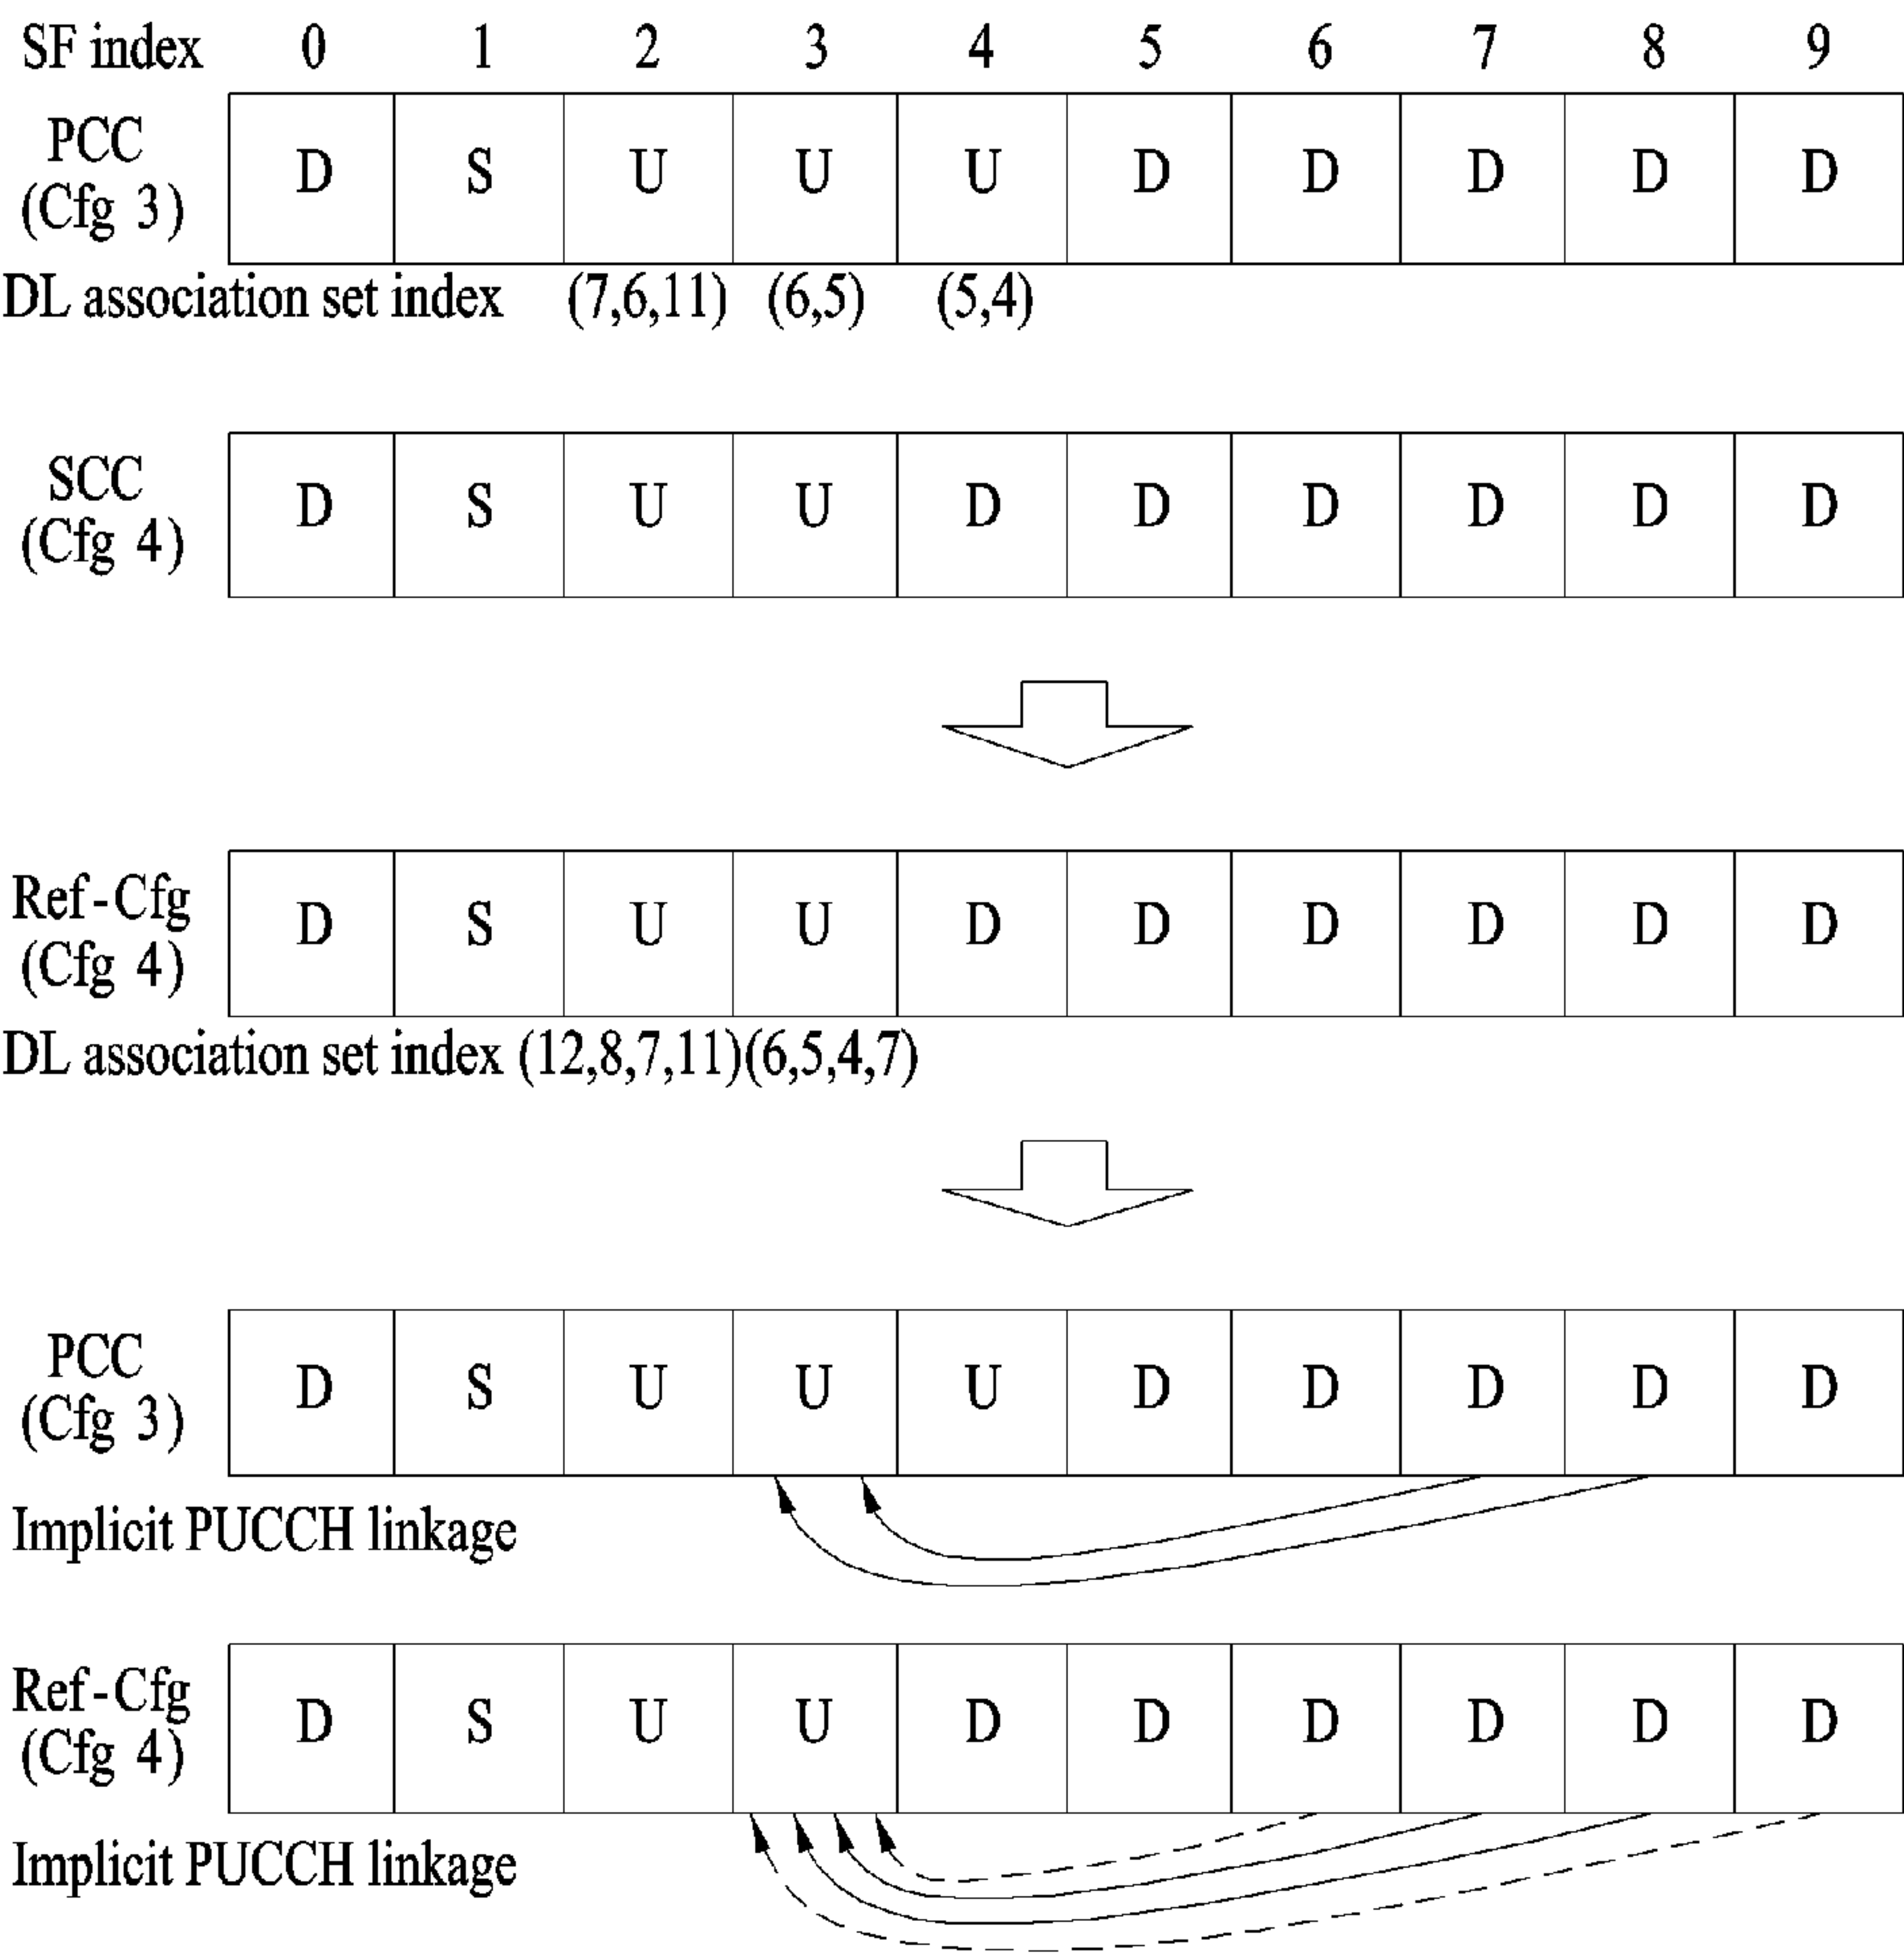 SF index 0 1 2 3 4 5 6 7 8 9
PCC
(Cfg 3)
D S U U U D D D D D
DL association set index (7,6,11) (6,5) (5,4)
SCC
(Cfg 4)
D S U U D D D D D D
Ref-Cfg
(Cfg 4)
D S U U D D D D D D
DL association set index (12,8,7,11)(6,5,4,7)
PCC
(Cfg 3)
D S U U U D D D D D
Implicit PUCCH linkage
Ref-Cfg
(Cfg 4)
D S U U D D D D D D
Implicit PUCCH linkage